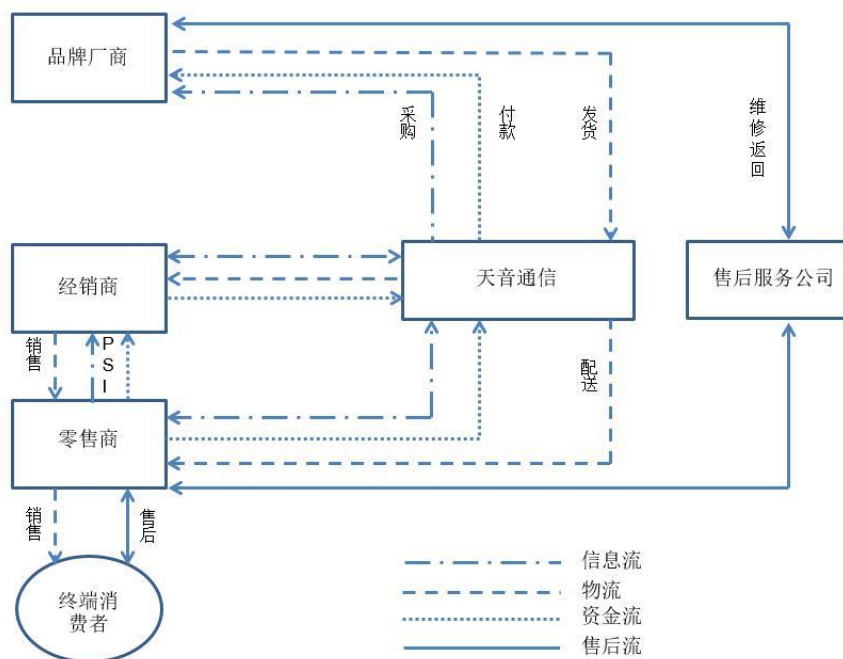 品牌厂商
采购
付款
发货
维修返回
经销商
天音通信
售后服务公司
销售
PSI
配送
零售商
销售
售后
终端消
费者
信息流
物流
资金流
售后流